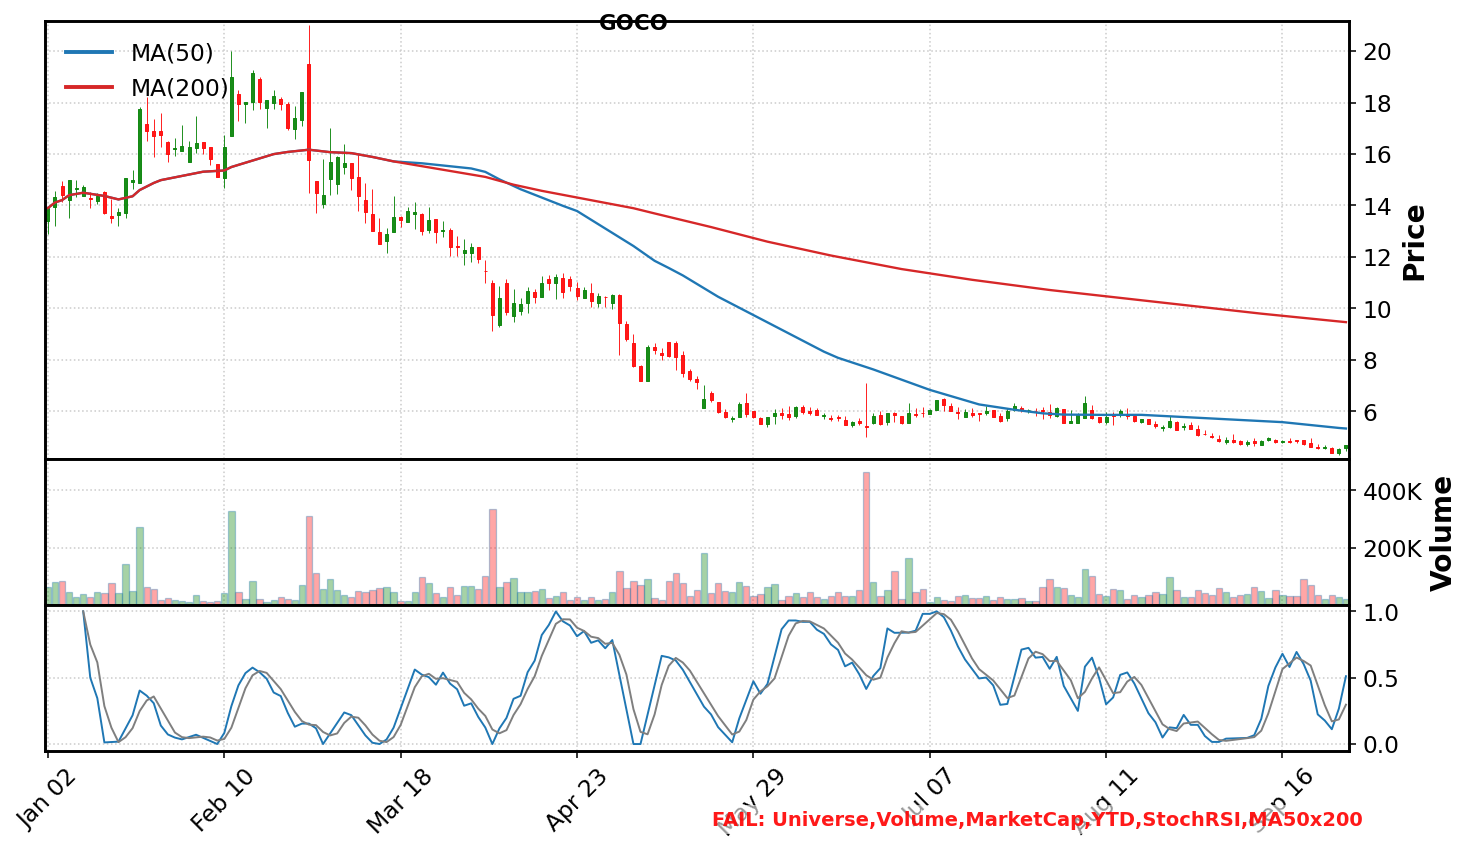 GOCO
MA(50)
MA(200)
20
18
16
14
12
10
8
6
Price
400K
200K
Volume
1.0
0.5
0.0
Jan 02
Feb 10
Mar 18
Apr 23
May 29
Jul 07
Aug 11
Sep 16
FAIL: Universe,Volume,MarketCap,YTD,StochRSI,MA50x200